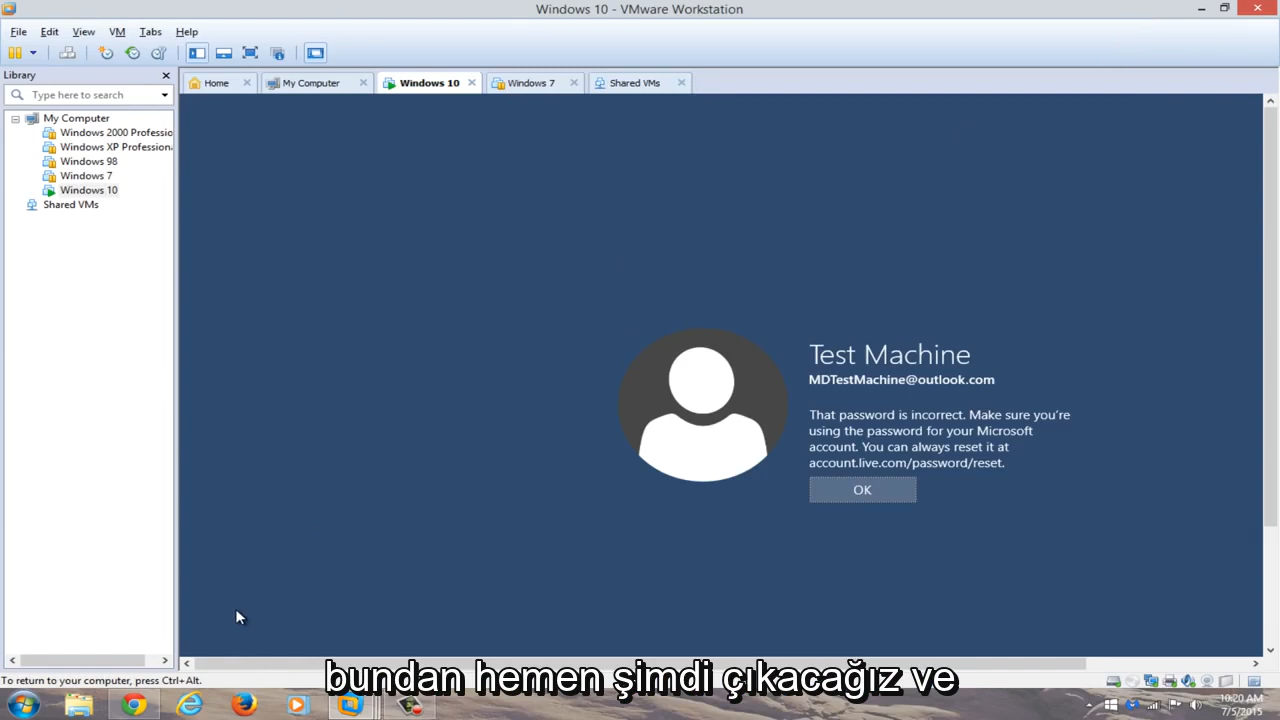 Windows 10 - VMware Workstation
File Edit View VM Tabs Help
Library
Type here to search
My Computer
Windows 2000 Professio
Windows XP Professiona
Windows 98
Windows 7
Windows 10
Shared VMs
Home My Computer Windows 10 Windows 7 Shared VMs
Test Machine
MDTestMachine@outlook.com
That password is incorrect. Make sure you're
using the password for your Microsoft
account. You can always reset it at
account.live.com/password/reset.
OK
To return to your computer, press Ctrl+Alt.
bundan hemen şimdi çıkacağız ve
10:20 AM
7/5/2015